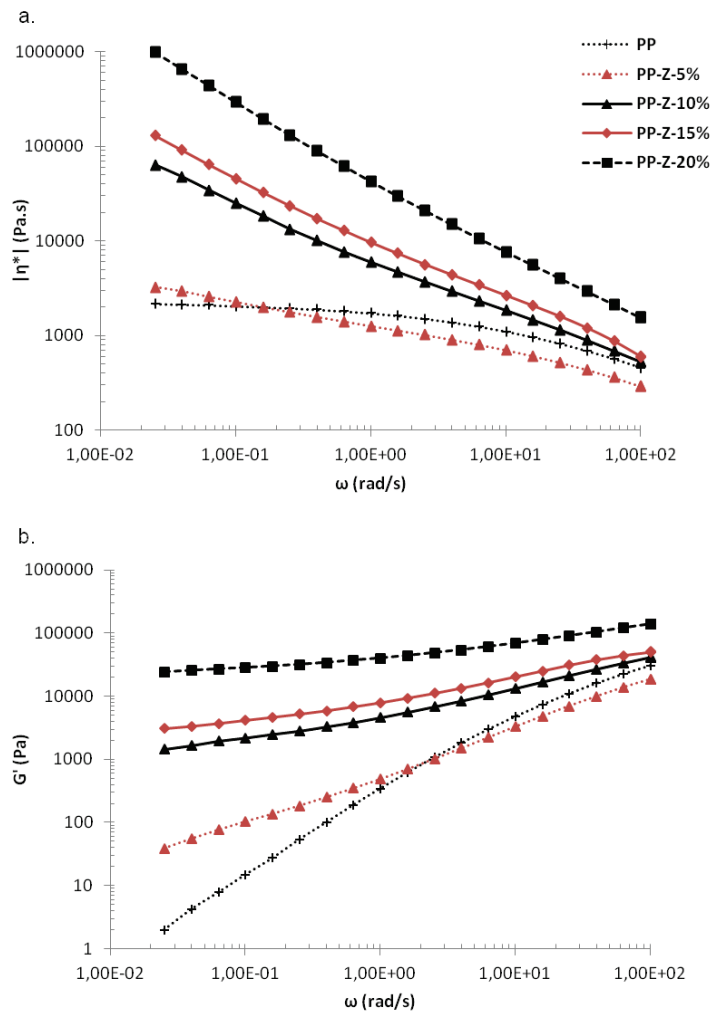 a.
1000000
100000
10000
1000
100
|η*| (Pa.s)
1,00E-02 1,00E-01 1,00E+00 1,00E+01 1,00E+02
ω (rad/s)
PP
PP-Z-5%
PP-Z-10%
PP-Z-15%
PP-Z-20%
b.
1000000
100000
10000
1000
100
10
1
G' (Pa)
1,00E-02 1,00E-01 1,00E+00 1,00E+01 1,00E+02
ω (rad/s)